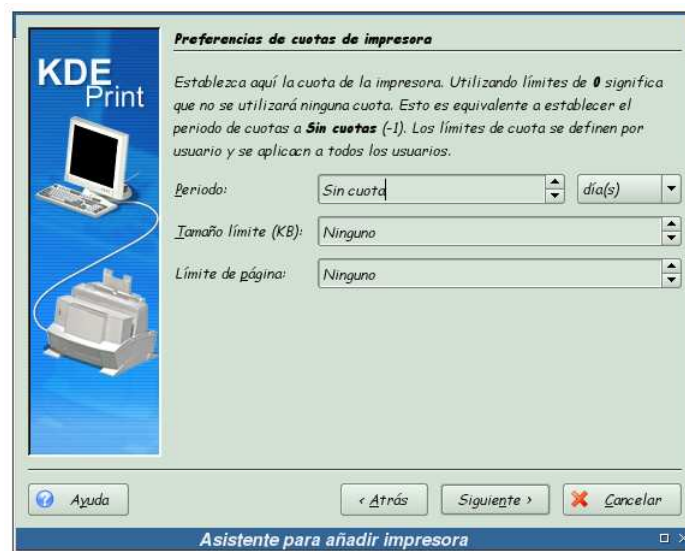 Preferencias de cuotas de impresora
KDE
Print
Establezca aquí la cuota de la impresora. Utilizando límites de 0 significa
que no se utilizará ninguna cuota. Esto es equivalente a establecer el
periodo de cuotas a Sin cuotas (-1). Los límites de cuota se definen por
usuario y se aplicacn a todos los usuarios.
Periodo: Sin cuota día(s)
Tamaño límite (KB): Ninguno
Límite de página: Ninguno
Ayuda < Atrás Siguiente > Cancelar
Asistente para añadir impresora